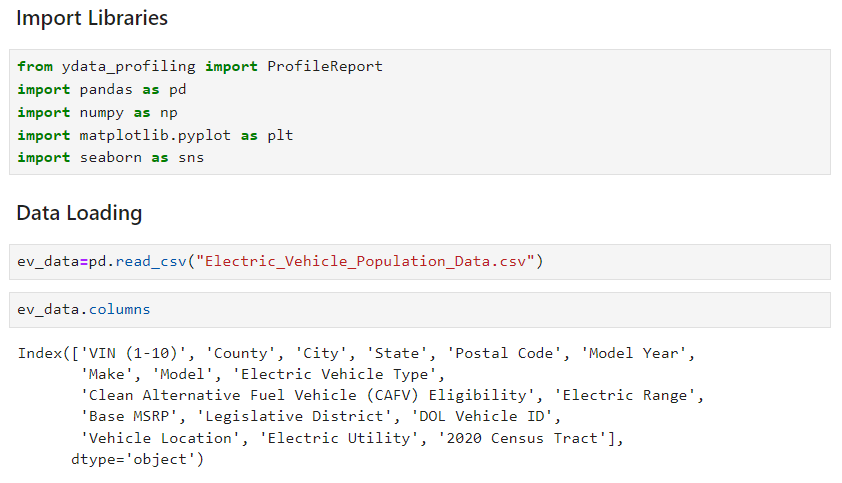 Import Libraries
from ydata_profiling import ProfileReport
import pandas as pd
import numpy as np
import matplotlib.pyplot as plt
import seaborn as sns
Data Loading
ev_data=pd.read_csv("Electric_Vehicle_Population_Data.csv")
ev_data.columns
Index(['VIN (1-10)', 'County', 'City', 'State', 'Postal Code', 'Model Year',
'Make', 'Model', 'Electric Vehicle Type',
'Clean Alternative Fuel Vehicle (CAFV) Eligibility', 'Electric Range',
'Base MSRP', 'Legislative District', 'DOL Vehicle ID',
'Vehicle Location', 'Electric Utility', '2020 Census Tract'],
dtype='object')